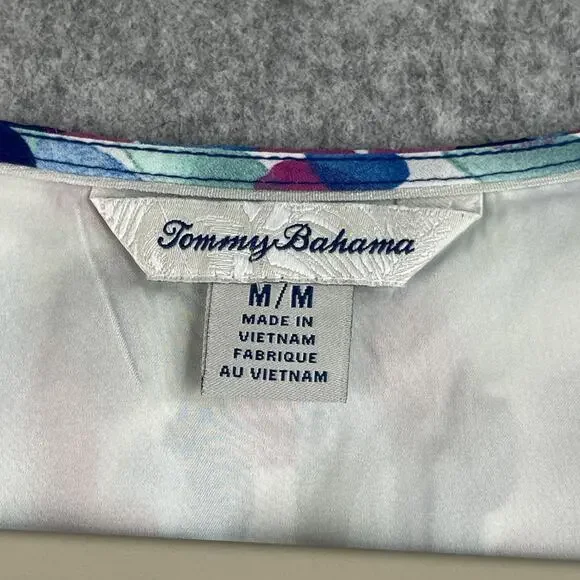 Tommy Bahama
M/M
MADE IN
VIETNAM
FABRIQUE
AU VIETNAM